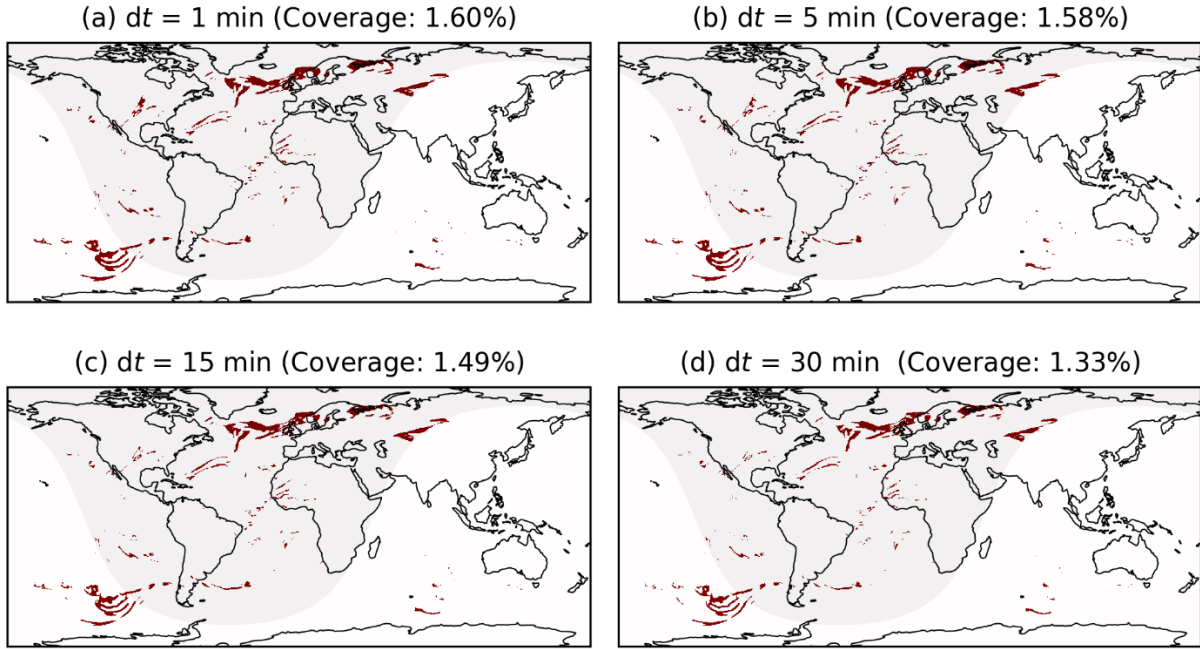 (a) dt = 1 min (Coverage: 1.60%)
(b) dt = 5 min (Coverage: 1.58%)
(c) dt = 15 min (Coverage: 1.49%)
(d) dt = 30 min (Coverage: 1.33%)